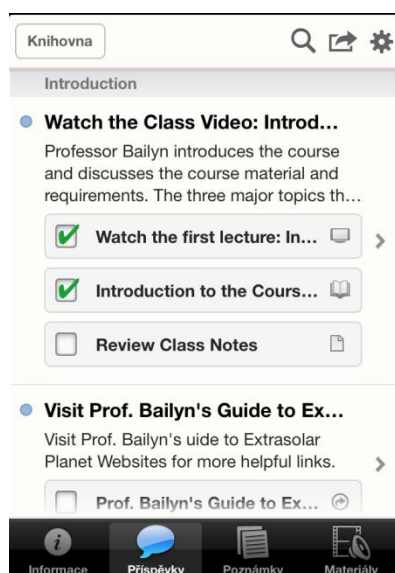 Knihovna
Introduction
Watch the Class Video: Introd...
Professor Bailyn introduces the course
and discusses the course material and
requirements. The three major topics th...
Watch the first lecture: In...
Introduction to the Cours...
Review Class Notes
Visit Prof. Bailyn's Guide to Ex...
Visit Prof. Bailyn's uide to Extrasolar
Planet Websites for more helpful links.
Prof. Bailyn's Guide to Ex...
Informace Příspěvky Poznámky Materiály